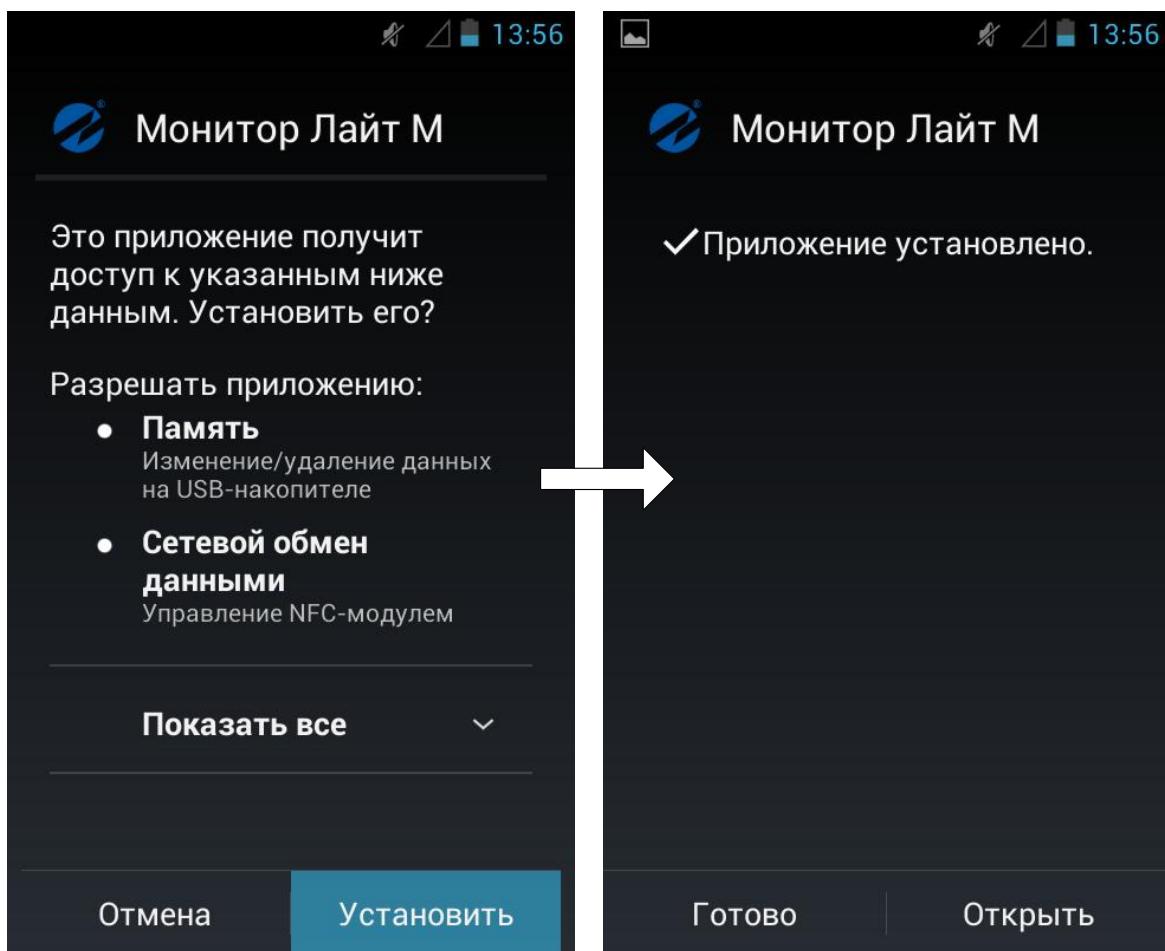 13:56
® Монитор Лайт М
Это приложение получит
доступ к указанным ниже
данным. Установить его?
Разрешать приложению:
● Память
Изменение/удаление данных
на USB-накопителе
● Сетевой обмен
данными
Управление NFC-модулем
Показать все
Отмена Установить
13:56
® Монитор Лайт М
✓Приложение установлено.
Готово Открыть